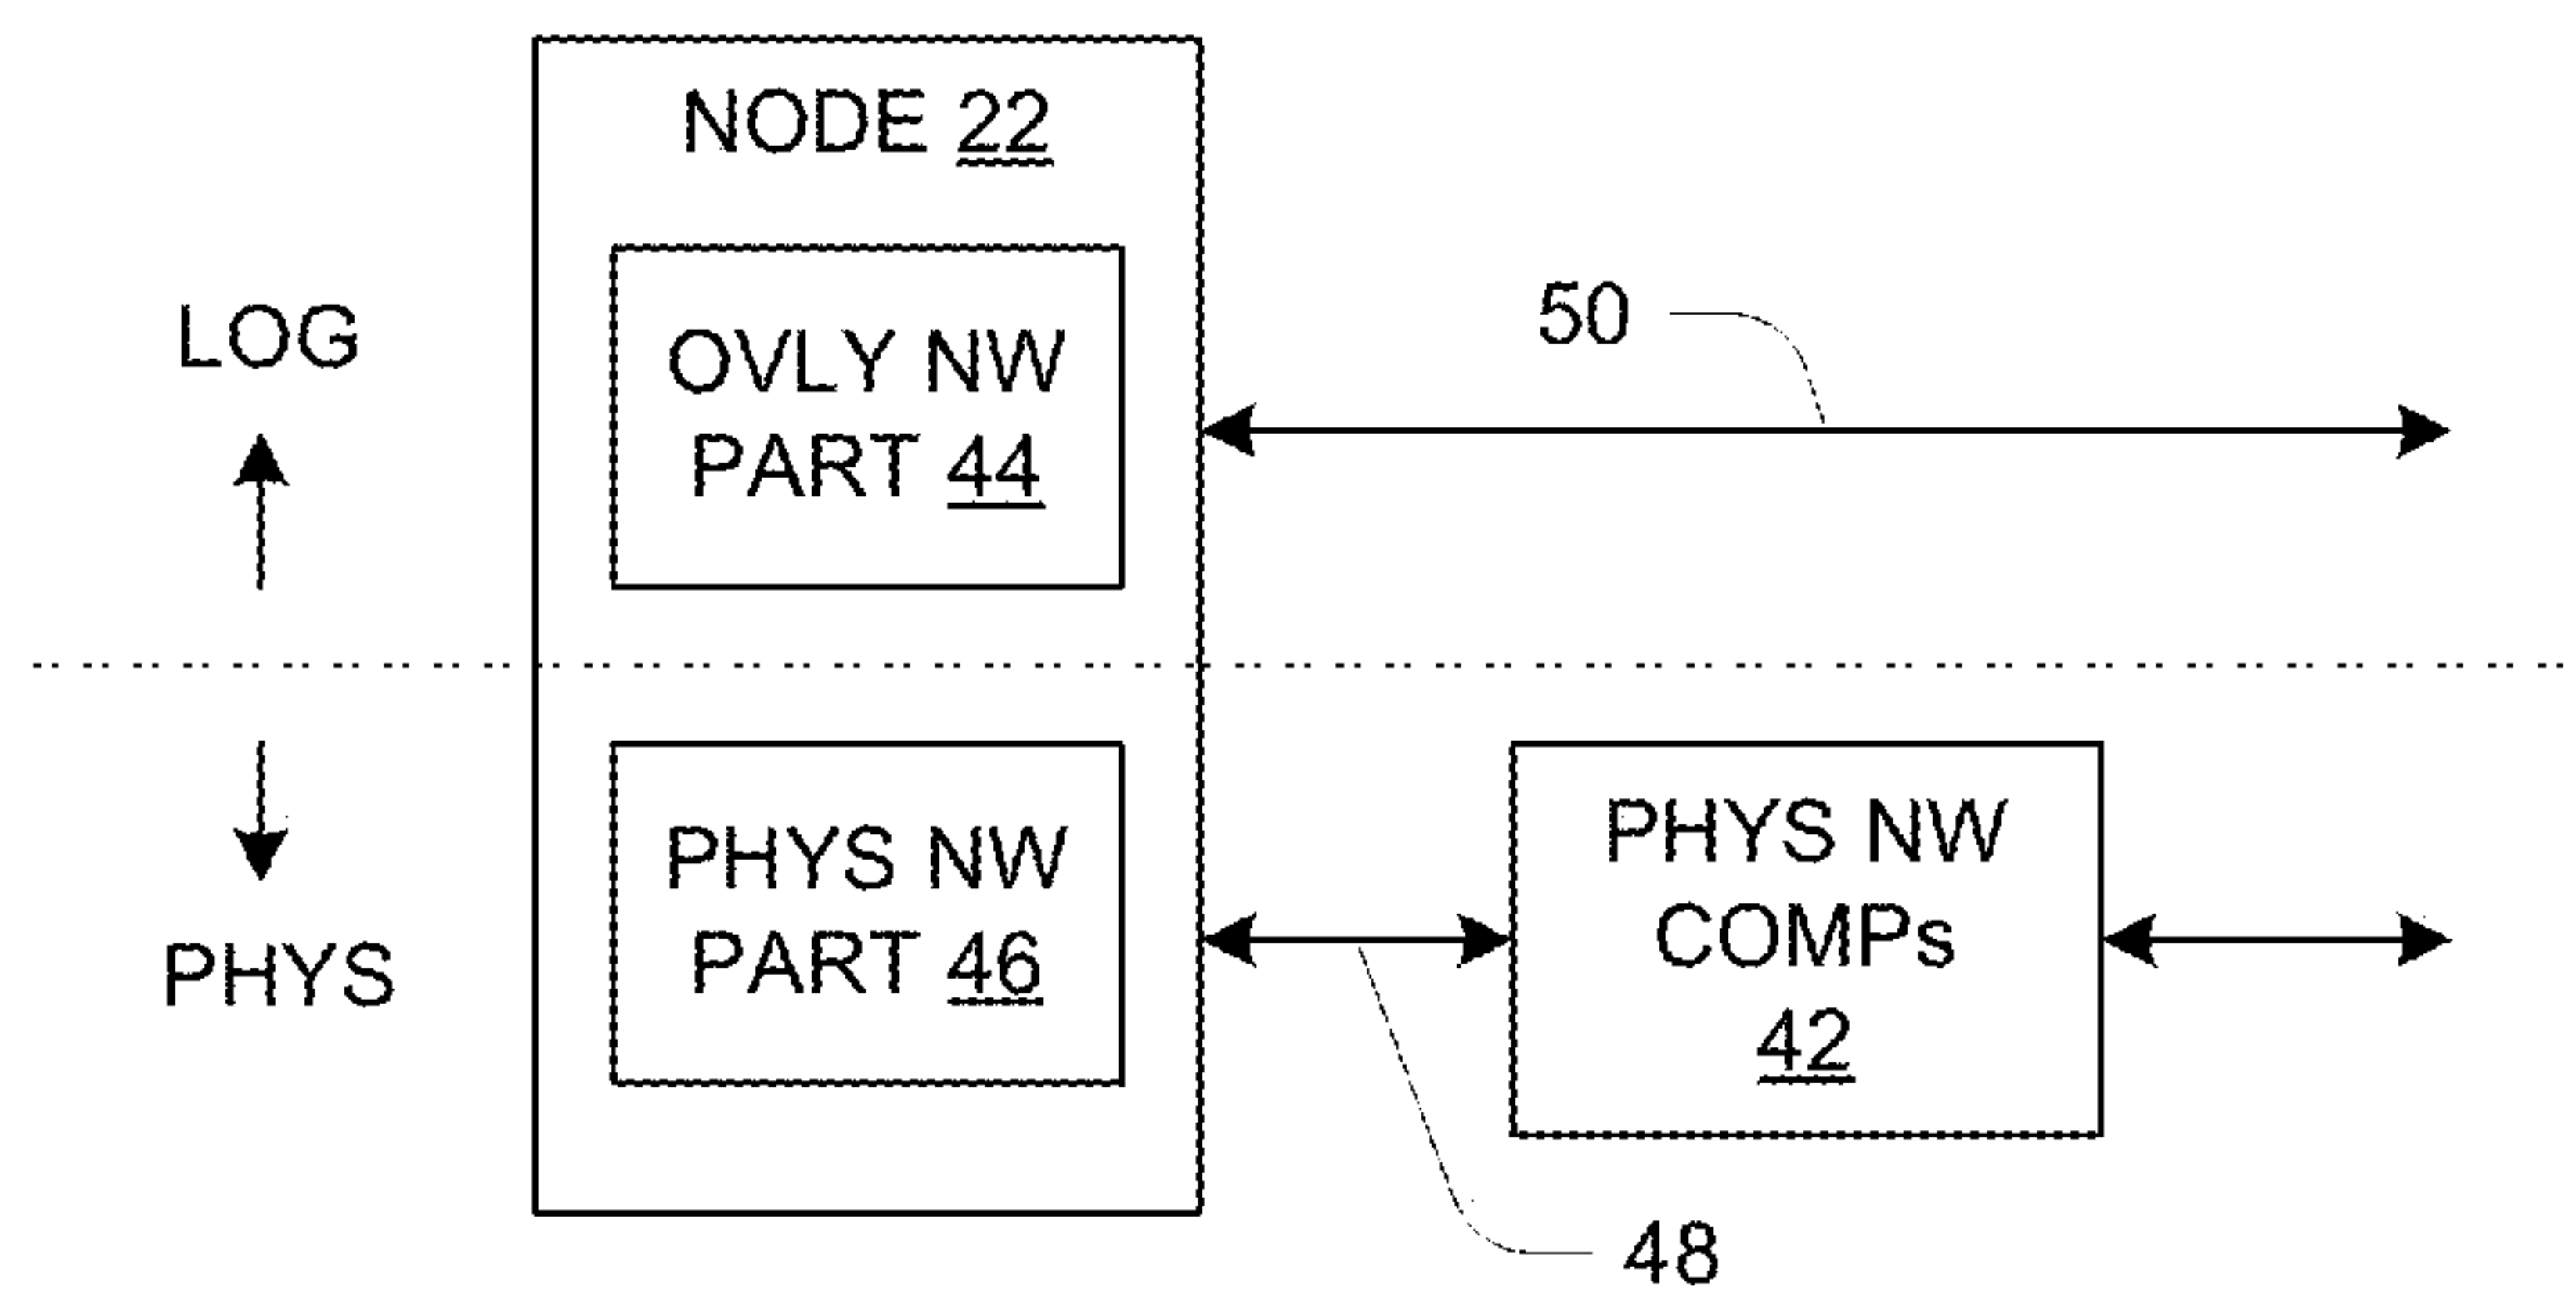 NODE 22
LOG
OVLY NW
PART 44
50
PHYS
PHYS NW
PART 46
PHYS NW
COMPs
42
48